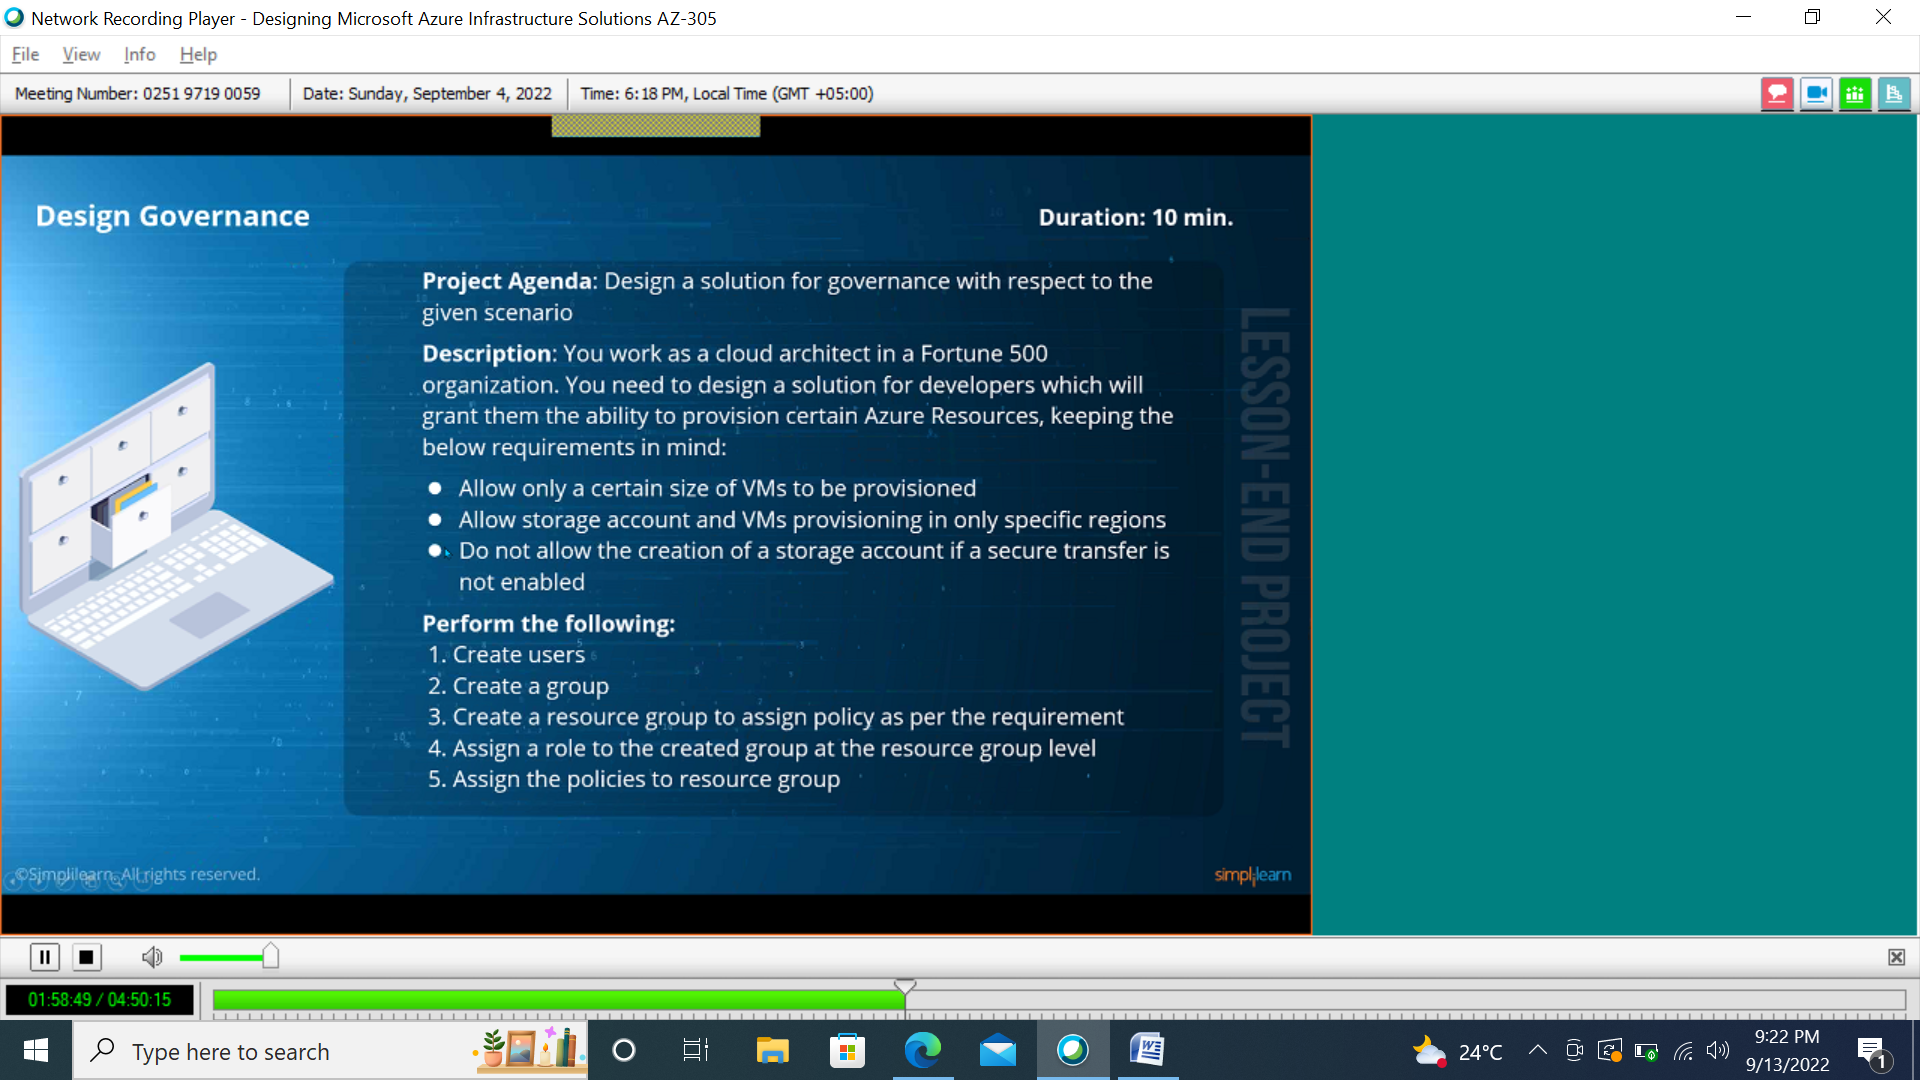 Network Recording Player - Designing Microsoft Azure Infrastructure Solutions AZ-305
File View Info Help
Meeting Number: 0251 9719 0059 Date: Sunday, September 4, 2022 Time: 6:18 PM, Local Time (GMT +05:00)
Design Governance
Duration: 10 min.
Project Agenda: Design a solution for governance with respect to the
given scenario
Description: You work as a cloud architect in a Fortune 500
organization. You need to design a solution for developers which will
grant them the ability to provision certain Azure Resources, keeping the
below requirements in mind:
● Allow only a certain size of VMs to be provisioned
● Allow storage account and VMs provisioning in only specific regions
● Do not allow the creation of a storage account if a secure transfer is
not enabled
Perform the following:
1. Create users
2. Create a group
3. Create a resource group to assign policy as per the requirement
4. Assign a role to the created group at the resource group level
5. Assign the policies to resource group
LESSON-END PROJECT
©Simplilearn. All rights reserved.
simplilearn
01:58:49 / 04:50:15
Type here to search
24°C
9:22 PM
9/13/2022
1